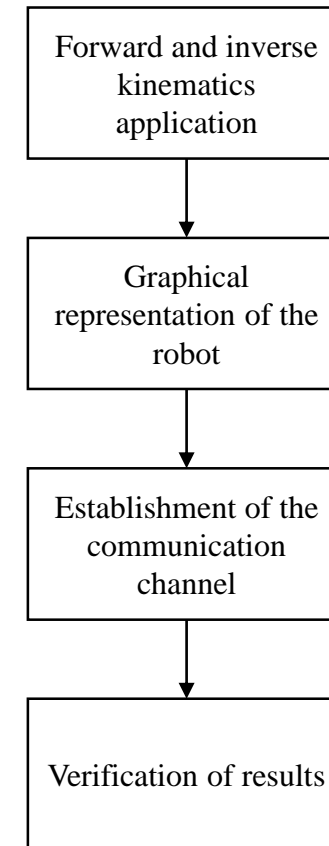 Forward and inverse
kinematics
application
Graphical
representation of the
robot
Establishment of the
communication
channel
Verification of results